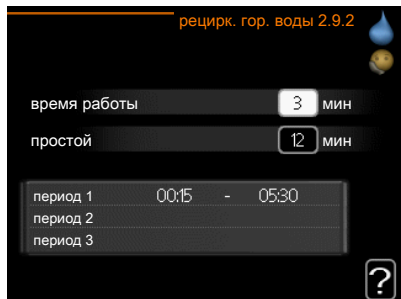 рецирк. гор. воды 2.9.2
время работы 3 мин
простой 12 мин
период 1 00:15 - 05:30
период 2
период 3
?